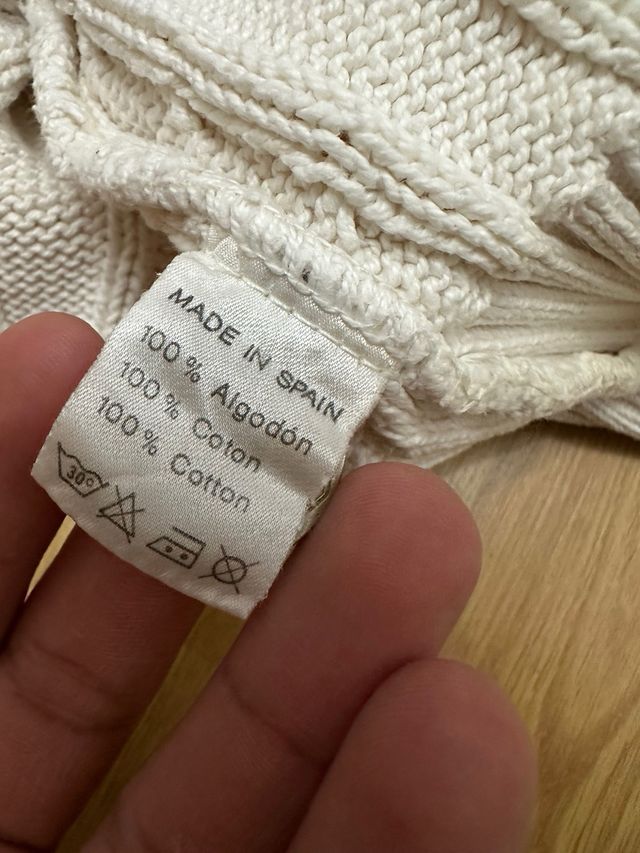 MADE IN SPAIN
100 % Algodón
100 % Coton
100 % Cotton
30°